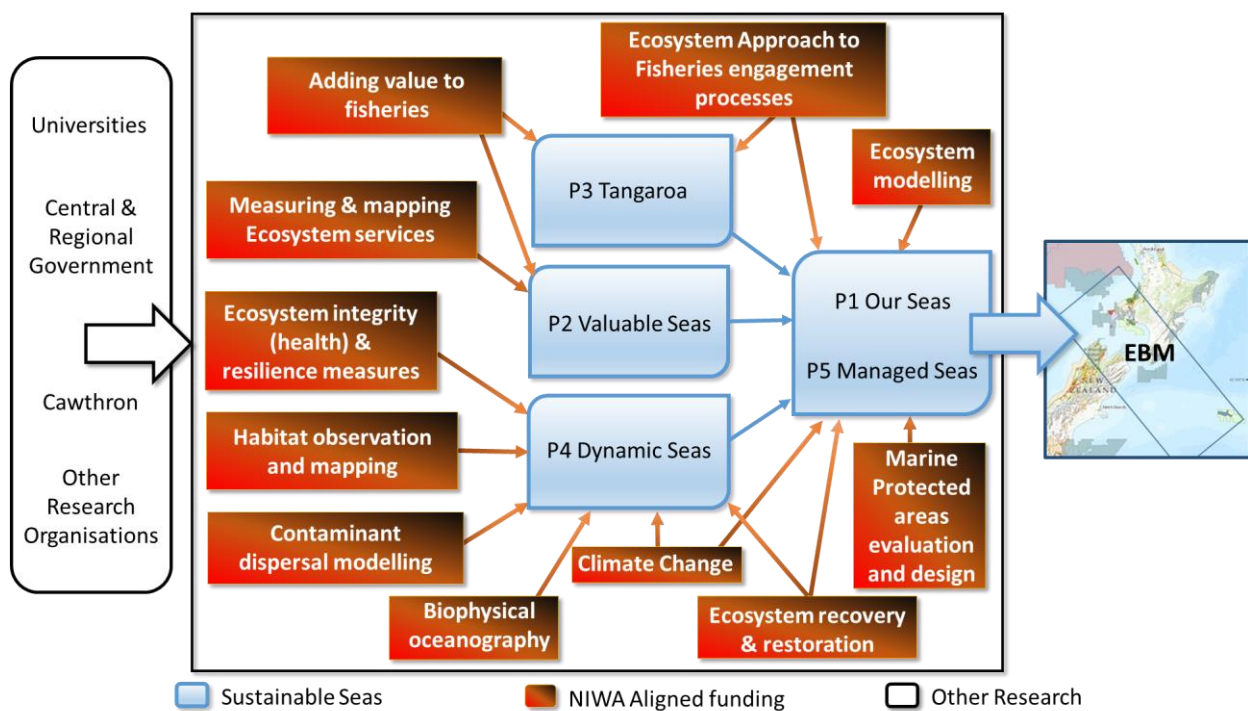 Universities
Central &
Regional
Government
Cawthron
Other
Research
Organisations
Adding value to
fisheries
Ecosystem Approach to
Fisheries engagement
processes
Ecosystem
modelling
Measuring & mapping
Ecosystem services
Ecosystem integrity
(health) &
resilience measures
Habitat observation
and mapping
Contaminant
dispersal modelling
Biophysical
oceanography
Climate Change
Ecosystem recovery
& restoration
Marine
Protected
areas
evaluation
and design
P3 Tangaroa
P2 Valuable Seas
P4 Dynamic Seas
P1 Our Seas
P5 Managed Seas
EBM
NEW
ZEALAND
Sustainable Seas
NIWA Aligned funding
Other Research